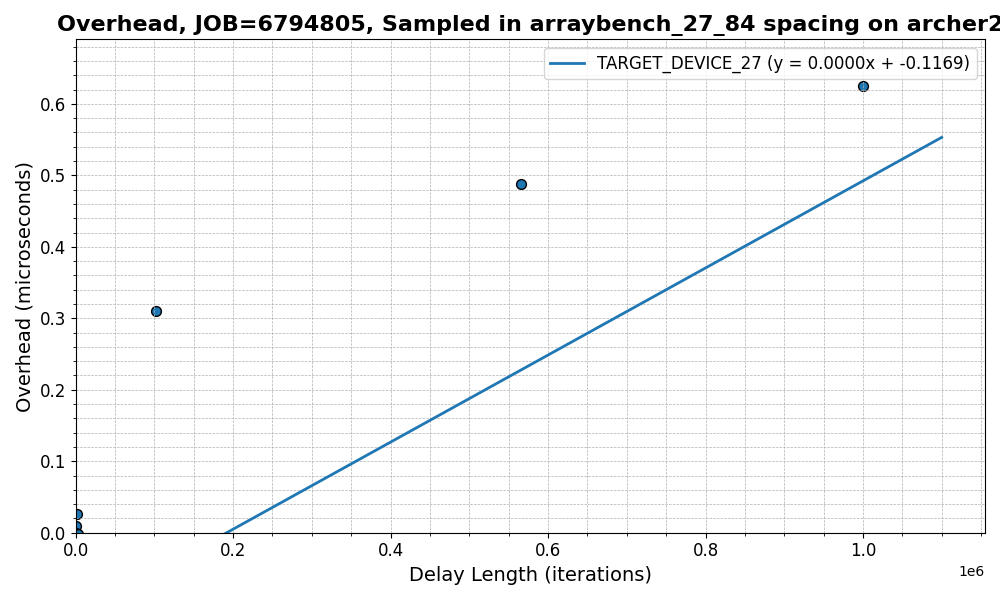 Overhead, JOB=6794805, Sampled in arraybench_27_84 spacing on archer2
TARGET_DEVICE_27 (y = 0.0000x + -0.1169)
Overhead (microseconds)
0.6
0.5
0.4
0.3
0.2
0.1
0.0
0.0 0.2 0.4 0.6 0.8 1.0
1e6
Delay Length (iterations)